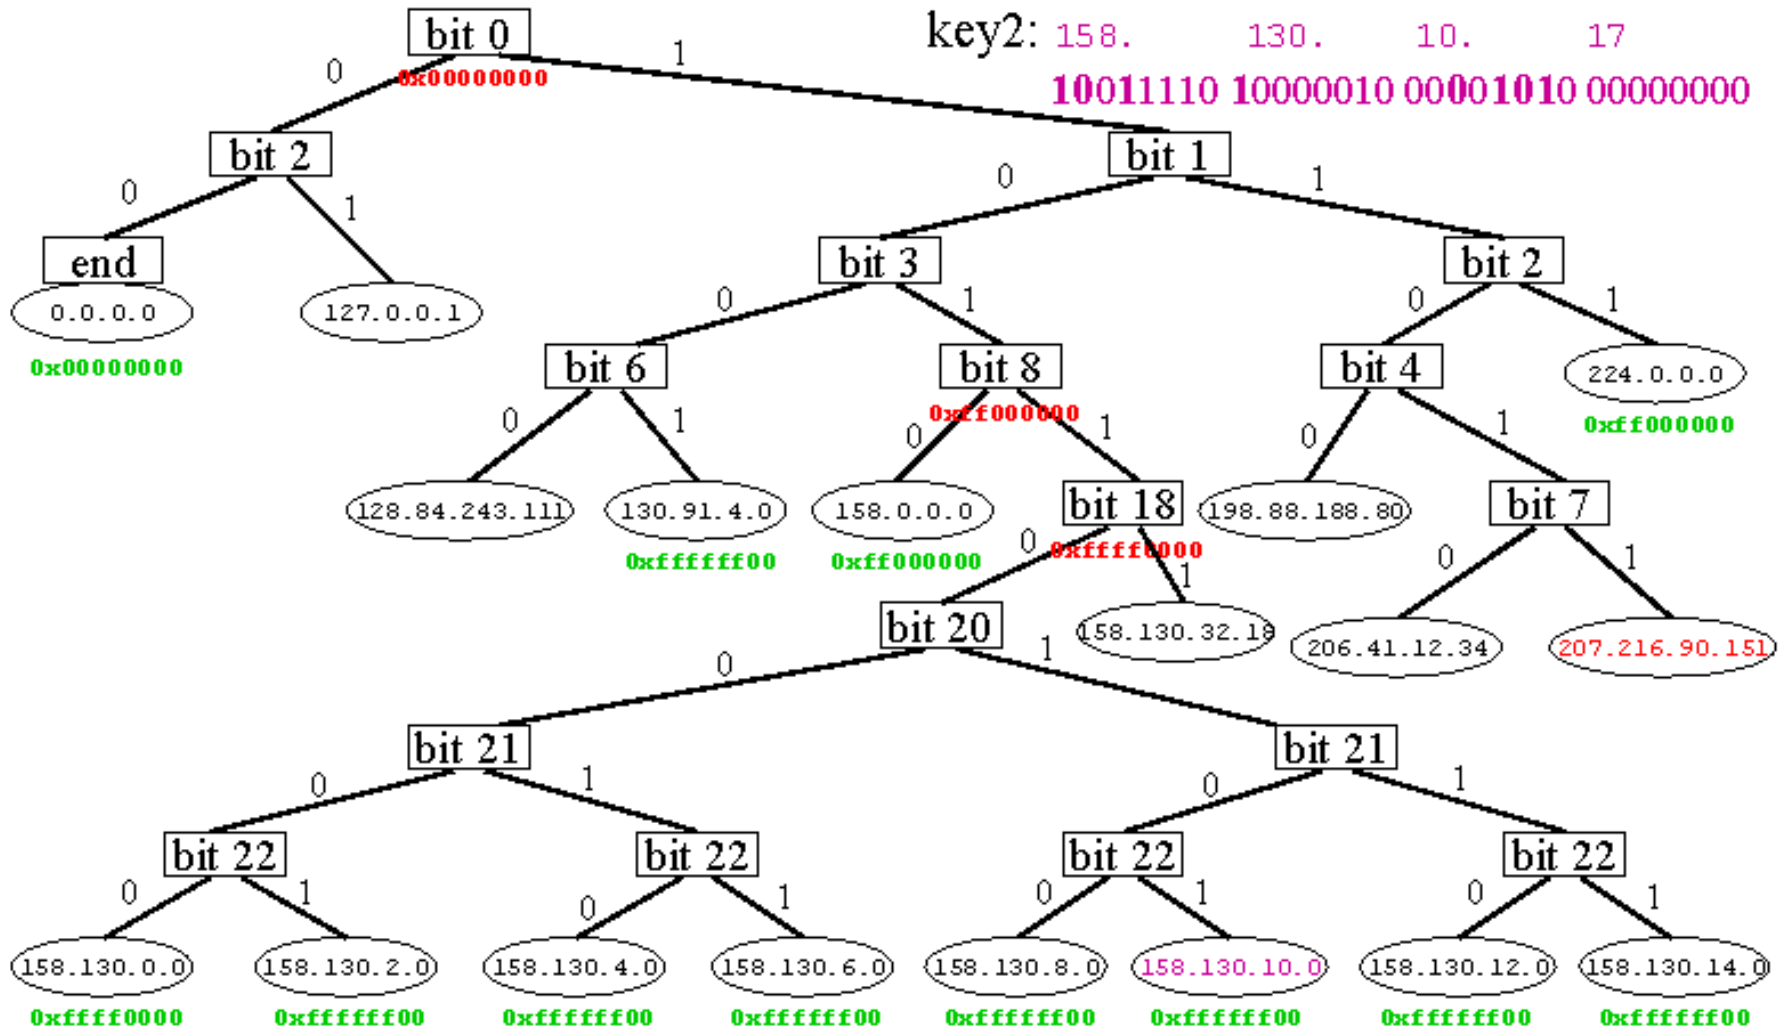 bit 0 key2: 158. 130. 10. 17
0 0x00000000 1 10011110 10000010 00001010 00000000
bit 2 bit 1
0 1 0 1
end bit 3 bit 2
0.0.0.0 127.0.0.1 0 1 0 1
0x00000000 bit 6 bit 8 bit 4 224.0.0.0
0 1 0 0xff000000 1 0 1 0xff000000
128.84.243.111 130.91.4.0 158.0.0.0 bit 18 198.88.188.80 bit 7
0xffffff00 0xff000000 0 0xffff0000 1 0 1
bit 20 158.130.32.18 206.41.12.34 207.216.90.151
0 1
bit 21 bit 21
0 1 0 1
bit 22 bit 22 bit 22 bit 22
0 1 0 1 0 1 0 1
158.130.0.0 158.130.2.0 158.130.4.0 158.130.6.0 158.130.8.0 158.130.10.0 158.130.12.0 158.130.14.0
0xffff0000 0xffffff00 0xffffff00 0xffffff00 0xffffff00 0xffffff00 0xffffff00 0xffffff00